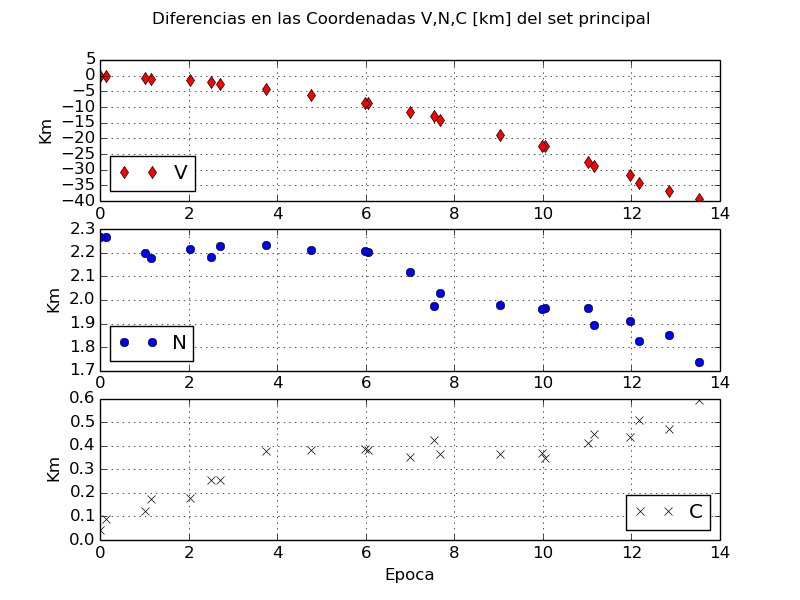 Diferencias en las Coordenadas V,N,C [km] del set principal
5
0
−5
−10
−15
−20
−25
−30
−35
−40
Km
V
0 2 4 6 8 10 12 14
2.3
2.2
2.1
2.0
1.9
1.8
1.7
Km
N
0 2 4 6 8 10 12 14
0.6
0.5
0.4
0.3
0.2
0.1
0.0
Km
C
0 2 4 6 8 10 12 14
Epoca